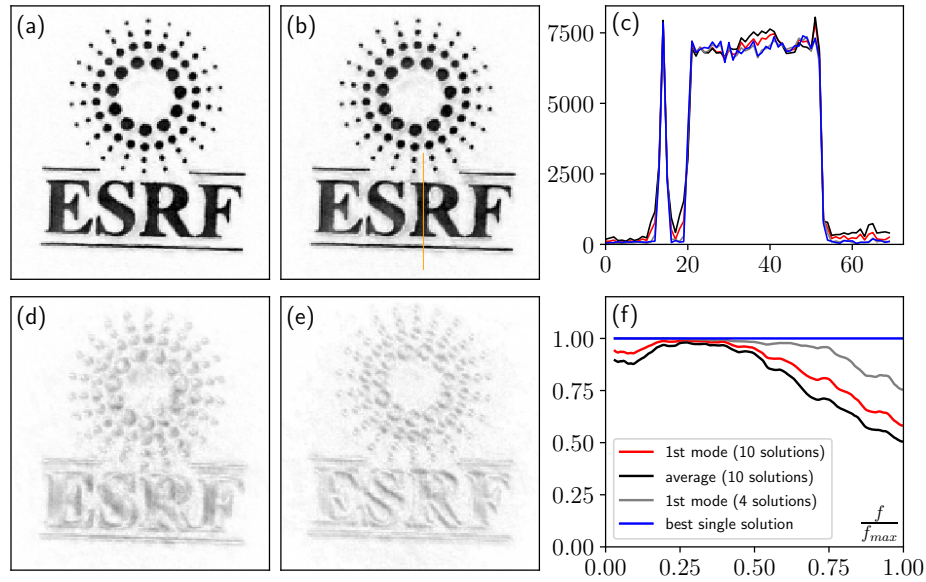 (a)
ESRF
(b)
ESRF
(c)
7500
5000
2500
0
0 20 40 60
(d)
ESRF
(e)
ESRF
(f)
1.00
0.75
0.50
0.25
0.00
1st mode (10 solutions)
average (10 solutions)
1st mode (4 solutions)
best single solution
f
f_max
0.00 0.25 0.50 0.75 1.00